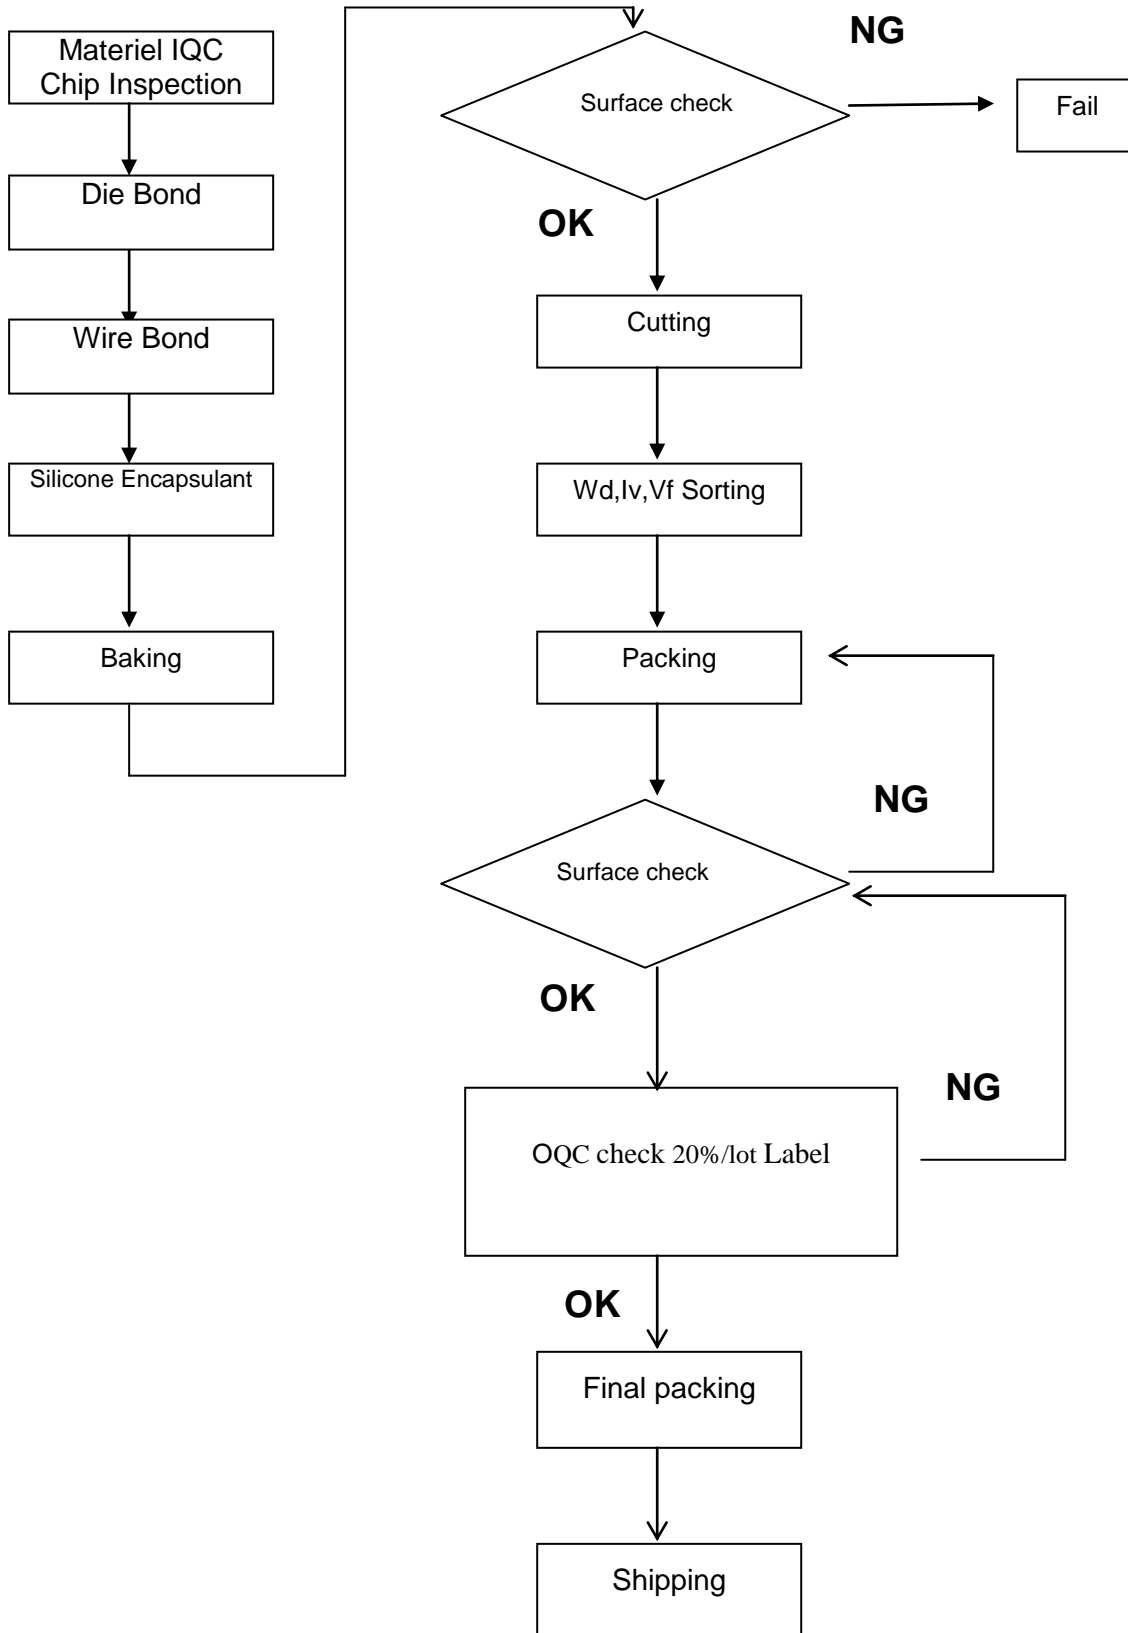 Materiel IQC
Chip Inspection
Die Bond
Wire Bond
Silicone Encapsulant
Baking
Surface check
NG
Fail
OK
Cutting
Wd,Iv,Vf Sorting
Packing
NG
Surface check
OK
NG
OQC check 20%/lot Label
OK
Final packing
Shipping